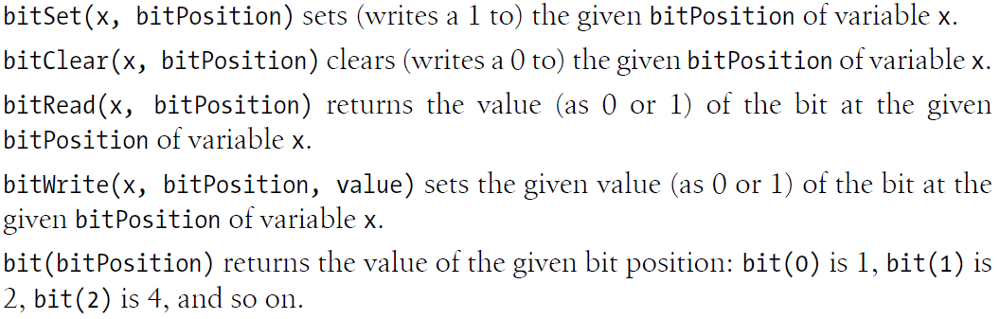 bitSet(x, bitPosition) sets (writes a 1 to) the given bitPosition of variable x.
bitClear(x, bitPosition) clears (writes a 0 to) the given bitPosition of variable x.
bitRead(x, bitPosition) returns the value (as 0 or 1) of the bit at the given
bitPosition of variable x.
bitWrite(x, bitPosition, value) sets the given value (as 0 or 1) of the bit at the
given bitPosition of variable x.
bit(bitPosition) returns the value of the given bit position: bit(0) is 1, bit(1) is
2, bit(2) is 4, and so on.